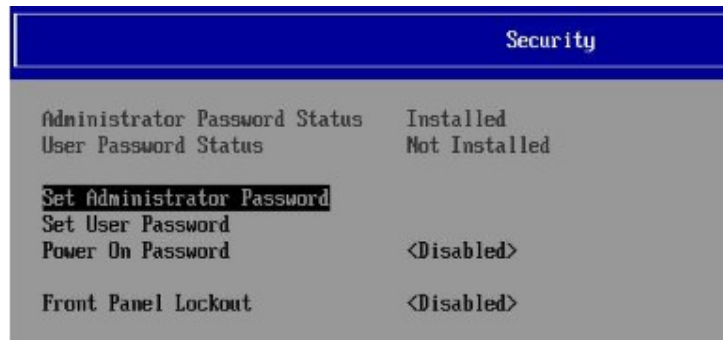 Security
Administrator Password Status Installed
User Password Status Not Installed
Set Administrator Password
Set User Password
Power On Password <Disabled>
Front Panel Lockout <Disabled>